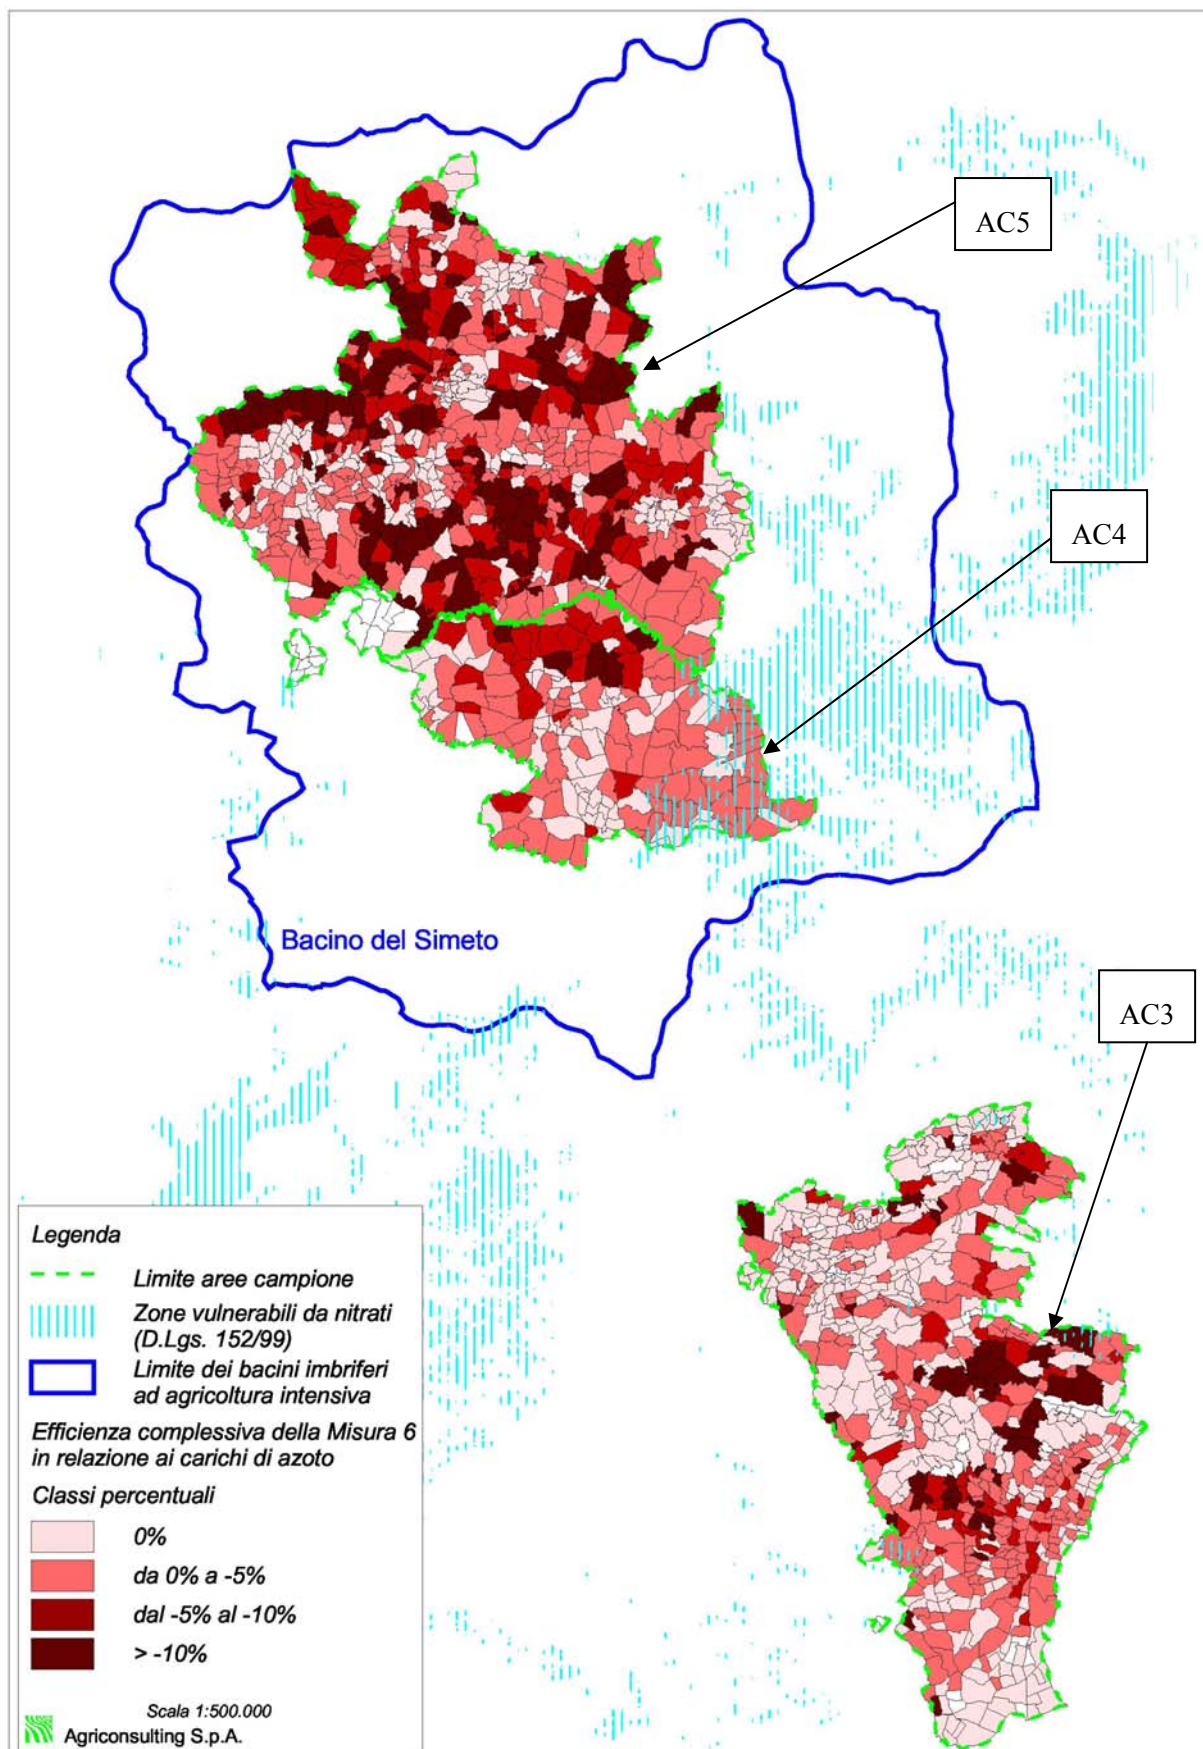 AC5
AC4
Bacino del Simeto
AC3
Legenda
Limite aree campione
Zone vulnerabili da nitrati
(D.Lgs. 152/99)
Limite dei bacini imbriferi
ad agricoltura intensiva
Efficienza complessiva della Misura 6
in relazione ai carichi di azoto
Classi percentuali
0%
da 0% a -5%
dal -5% al -10%
> -10%
Scala 1:500.000
Agriconsulting S.p.A.